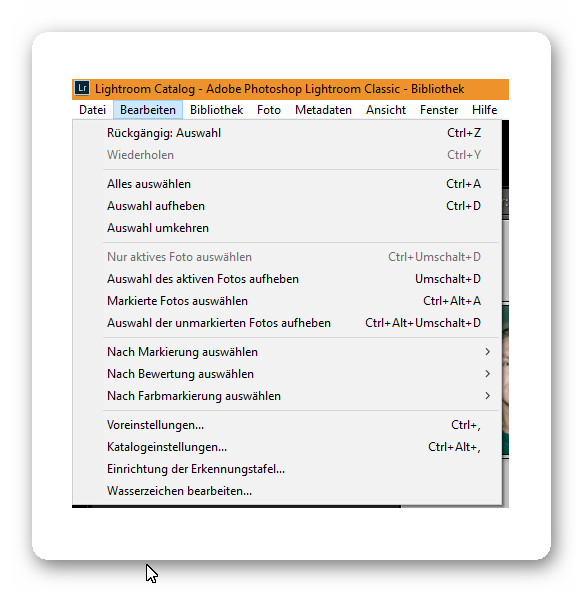 Lr Lightroom Catalog - Adobe Photoshop Lightroom Classic - Bibliothek
Datei Bearbeiten Bibliothek Foto Metadaten Ansicht Fenster Hilfe
Rückgängig: Auswahl Ctrl+Z
Wiederholen Ctrl+Y
Alles auswählen Ctrl+A
Auswahl aufheben Ctrl+D
Auswahl umkehren
Nur aktives Foto auswählen Ctrl+Umschalt+D
Auswahl des aktiven Fotos aufheben Umschalt+D
Markierte Fotos auswählen Ctrl+Alt+A
Auswahl der unmarkierten Fotos aufheben Ctrl+Alt+Umschalt+D
Nach Markierung auswählen
Nach Bewertung auswählen
Nach Farbmarkierung auswählen
Voreinstellungen... Ctrl+,
Katalogeinstellungen... Ctrl+Alt+,
Einrichtung der Erkennungstafel...
Wasserzeichen bearbeiten...